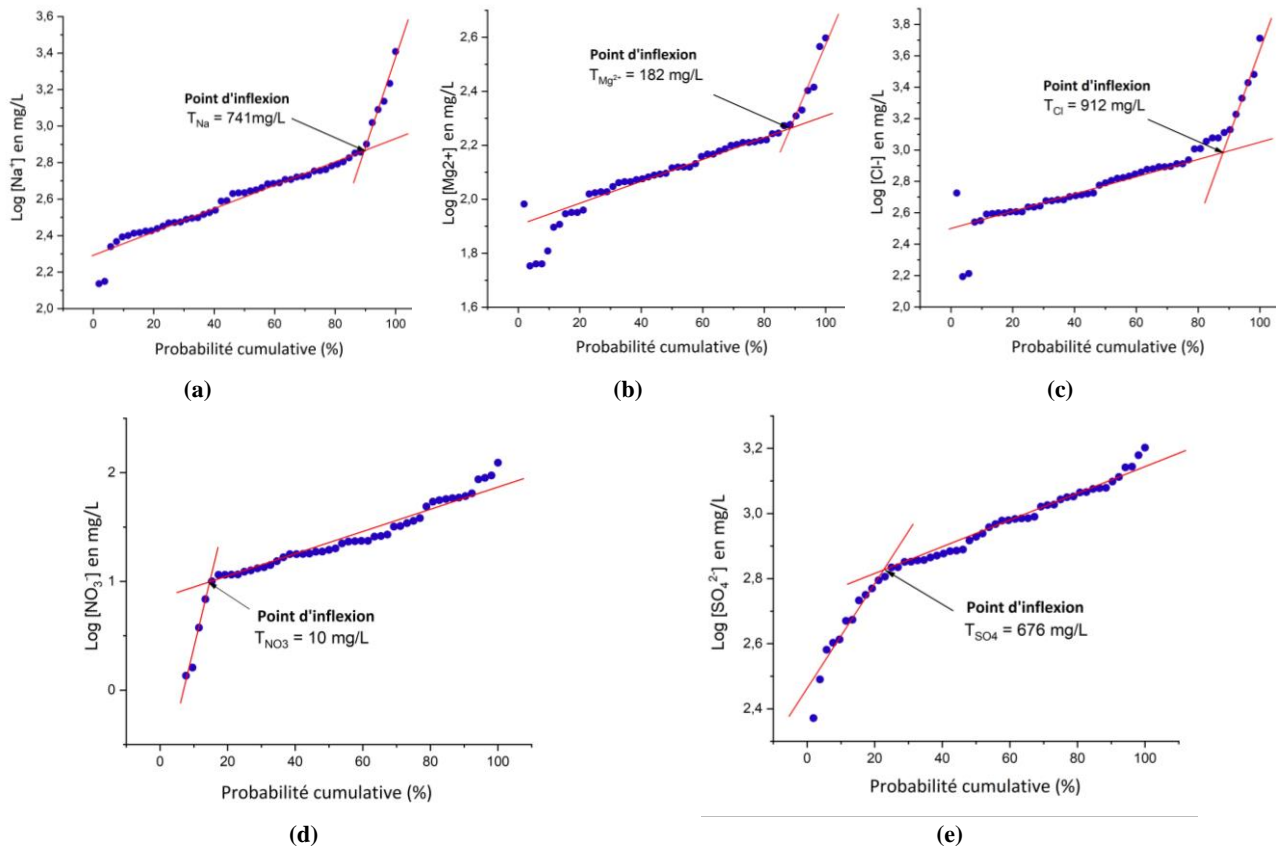 3,6
3,4
3,2
3,0
2,8
2,6
2,4
2,2
2,0
Log [Na⁺] en mg/L
Point d'inflexion
T_Na = 741mg/L
0 20 40 60 80 100
Probabilité cumulative (%)
(a)
2,6
2,4
2,2
2,0
1,8
1,6
Log [Mg2+] en mg/L
Point d'inflexion
T_Mg²⁺ = 182 mg/L
0 20 40 60 80 100
Probabilité cumulative (%)
(b)
4,0
3,8
3,6
3,4
3,2
3,0
2,8
2,6
2,4
2,2
2,0
Log [Cl-] en mg/L
Point d'inflexion
T_Cl = 912 mg/L
0 20 40 60 80 100
Probabilité cumulative (%)
(c)
2
1
0
Log [NO₃⁻] en mg/L
Point d'inflexion
T_NO3 = 10 mg/L
0 20 40 60 80 100
Probabilité cumulative (%)
(d)
3,2
3,0
2,8
2,6
2,4
Log [SO₄²⁻] en mg/L
Point d'inflexion
T_SO4 = 676 mg/L
0 20 40 60 80 100
Probabilité cumulative (%)
(e)